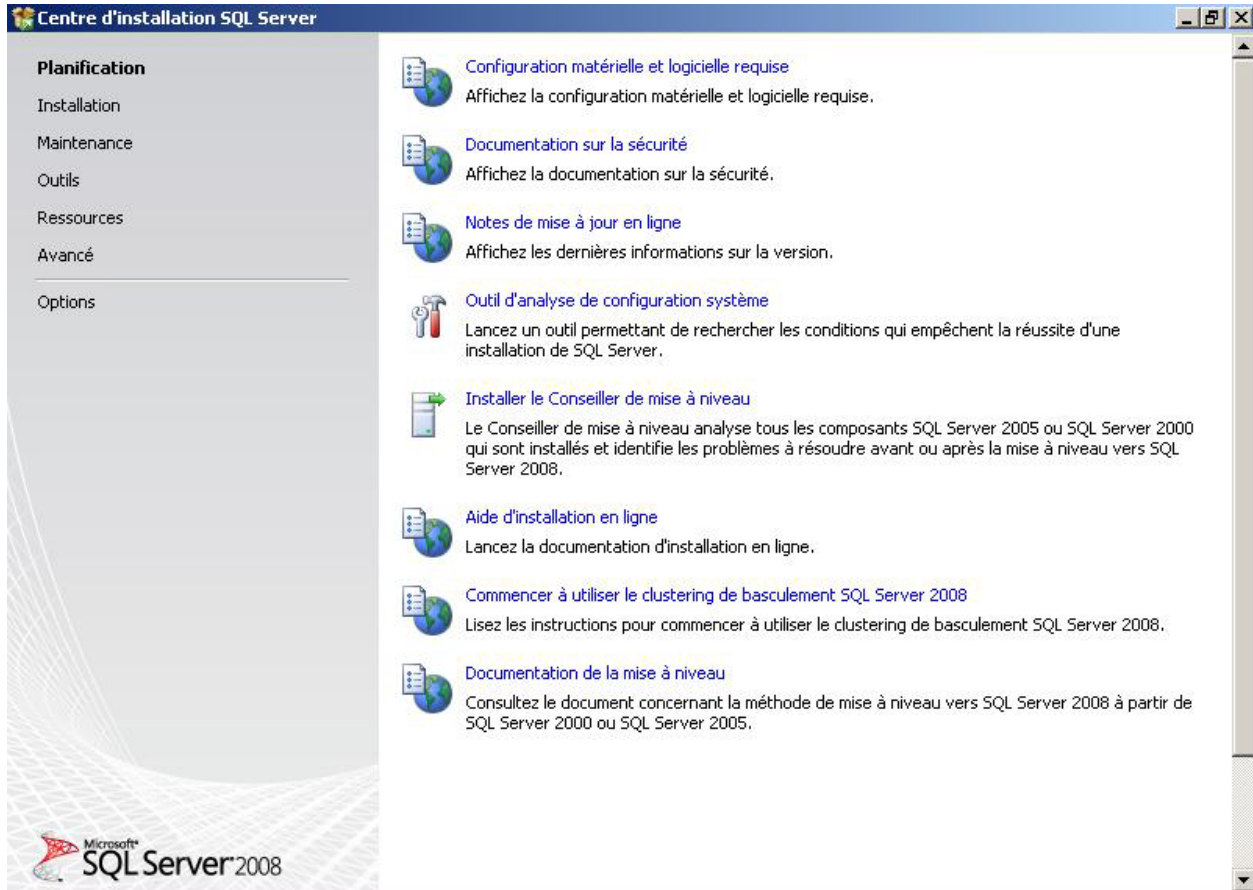 Centre d'installation SQL Server
Planification
Installation
Maintenance
Outils
Ressources
Avancé
Options
Configuration matérielle et logicielle requise
Affichez la configuration matérielle et logicielle requise.
Documentation sur la sécurité
Affichez la documentation sur la sécurité.
Notes de mise à jour en ligne
Affichez les dernières informations sur la version.
Outil d'analyse de configuration système
Lancez un outil permettant de rechercher les conditions qui empêchent la réussite d'une
installation de SQL Server.
Installer le Conseiller de mise à niveau
Le Conseiller de mise à niveau analyse tous les composants SQL Server 2005 ou SQL Server 2000
qui sont installés et identifie les problèmes à résoudre avant ou après la mise à niveau vers SQL
Server 2008.
Aide d'installation en ligne
Lancez la documentation d'installation en ligne.
Commencer à utiliser le clustering de basculement SQL Server 2008
Lisez les instructions pour commencer à utiliser le clustering de basculement SQL Server 2008.
Documentation de la mise à niveau
Consultez le document concernant la méthode de mise à niveau vers SQL Server 2008 à partir de
SQL Server 2000 ou SQL Server 2005.
Microsoft®
SQL Server 2008